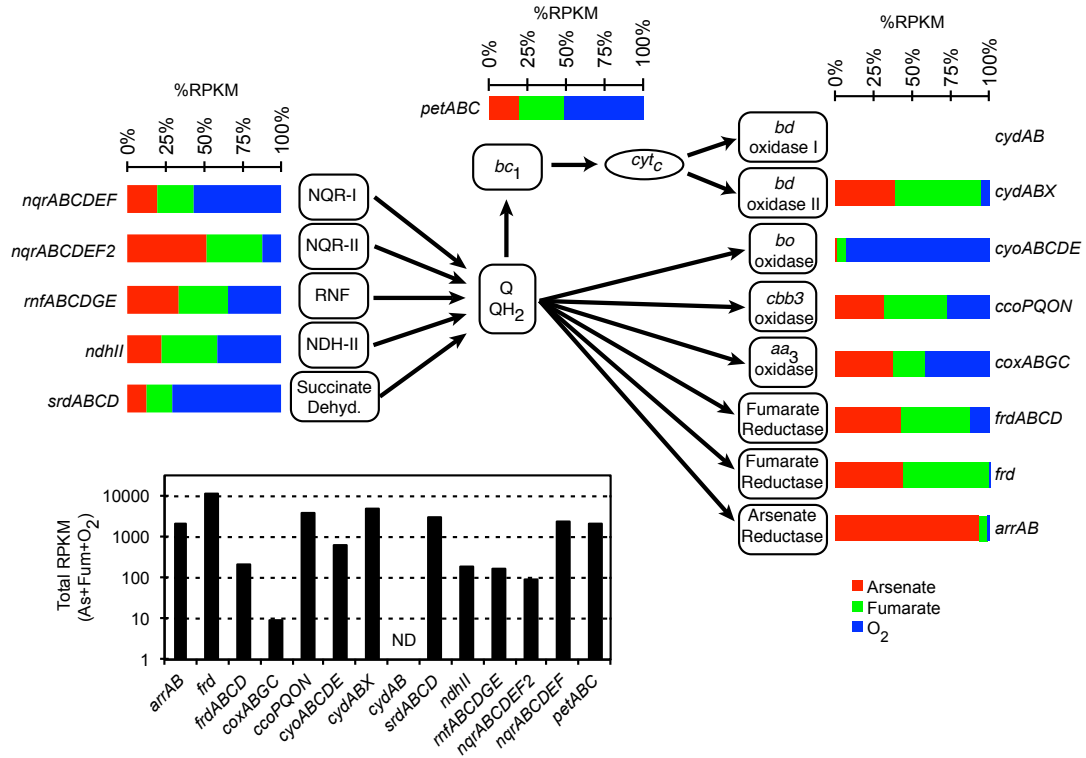 %RPKM
0% 25% 50% 75% 100%
petABC
%RPKM
0% 25% 50% 75% 100%
%RPKM
0% 25% 50% 75% 100%
nqrABCDEF
nqrABCDEF2
rnfABCDGE
ndhII
srdABCD
NQR-I
NQR-II
RNF
NDH-II
Succinate
Dehyd.
bc1
cytc
Q
QH2
bd
oxidase I
bd
oxidase II
bo
oxidase
cbb3
oxidase
aa3
oxidase
Fumarate
Reductase
Fumarate
Reductase
Arsenate
Reductase
cydAB
cydABX
cyoABCDE
ccoPQON
coxABGC
frdABCD
frd
arrAB
Arsenate
Fumarate
O2
Total RPKM
(As+Fum+O2)
10000
1000
100
10
1
ND
arrAB
frd
frdABCD
coxABGC
ccoPQON
cyoABCDE
cydABX
cydAB
srdABCD
ndhII
rnfABCDGE
nqrABCDEF2
nqrABCDEF
petABC